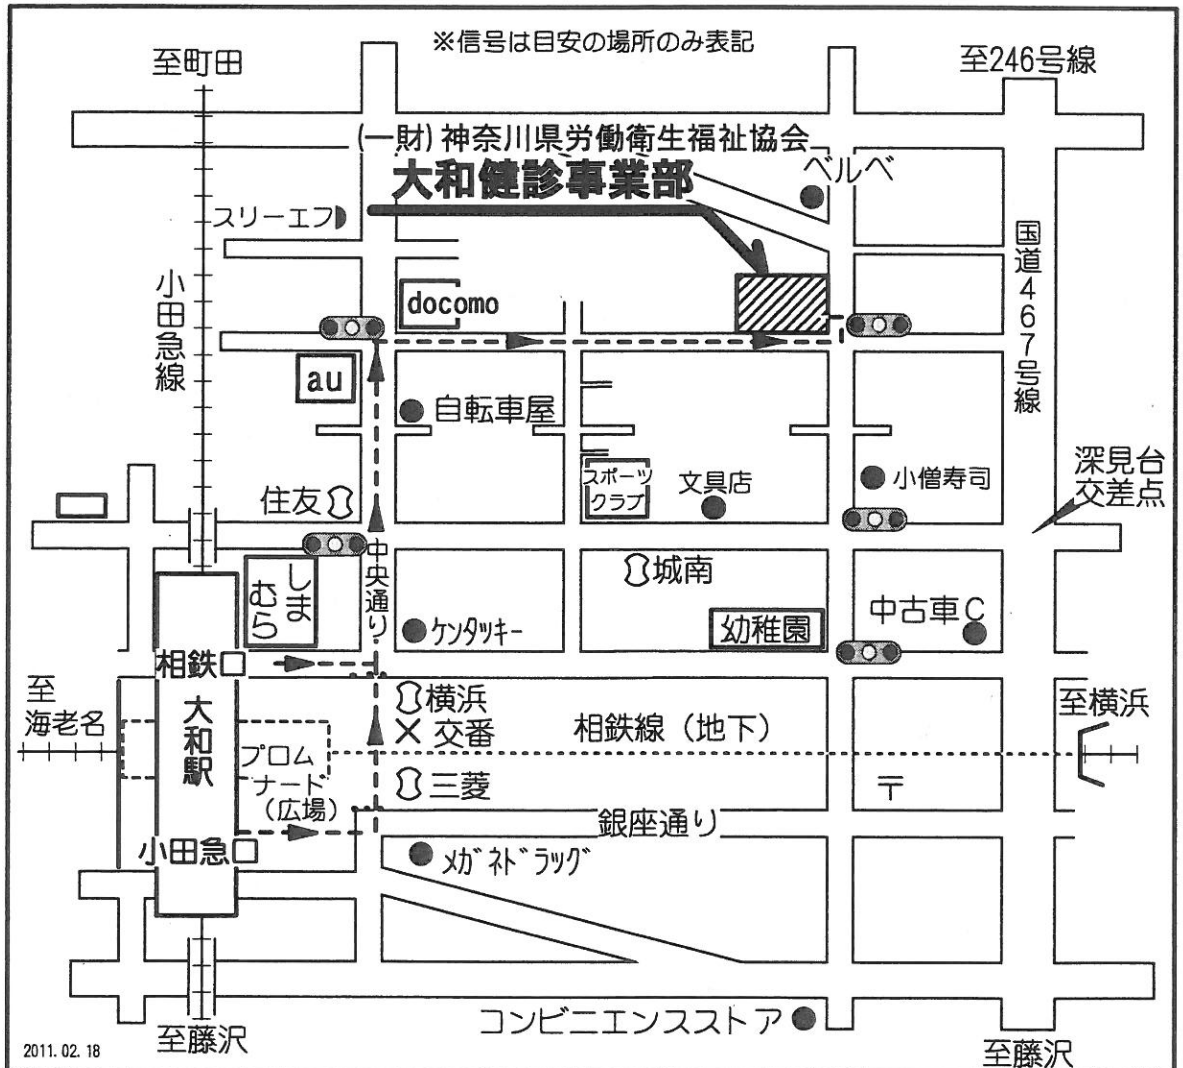 ※信号は目安の場所のみ表記
至町田
至246号線
(一財)神奈川県労働衛生福祉協会
大和健診事業部
ベルベ
スリーエフ
国道467号線
小田急線
docomo
au
自転車屋
深見台
交差点
スポーツ
クラブ
文具店
小僧寿司
住友
中央通り
しま
むら
城南
ケンタッキー
幼稚園
中古車C
相鉄口
至
海老名
大和駅
横浜
× 交番
相鉄線(地下)
至横浜
プロム
ナード
(広場)
三菱
〒
銀座通り
小田急口
メガネドラッグ
コンビニエンスストア
至藤沢
至藤沢
2011.02.18